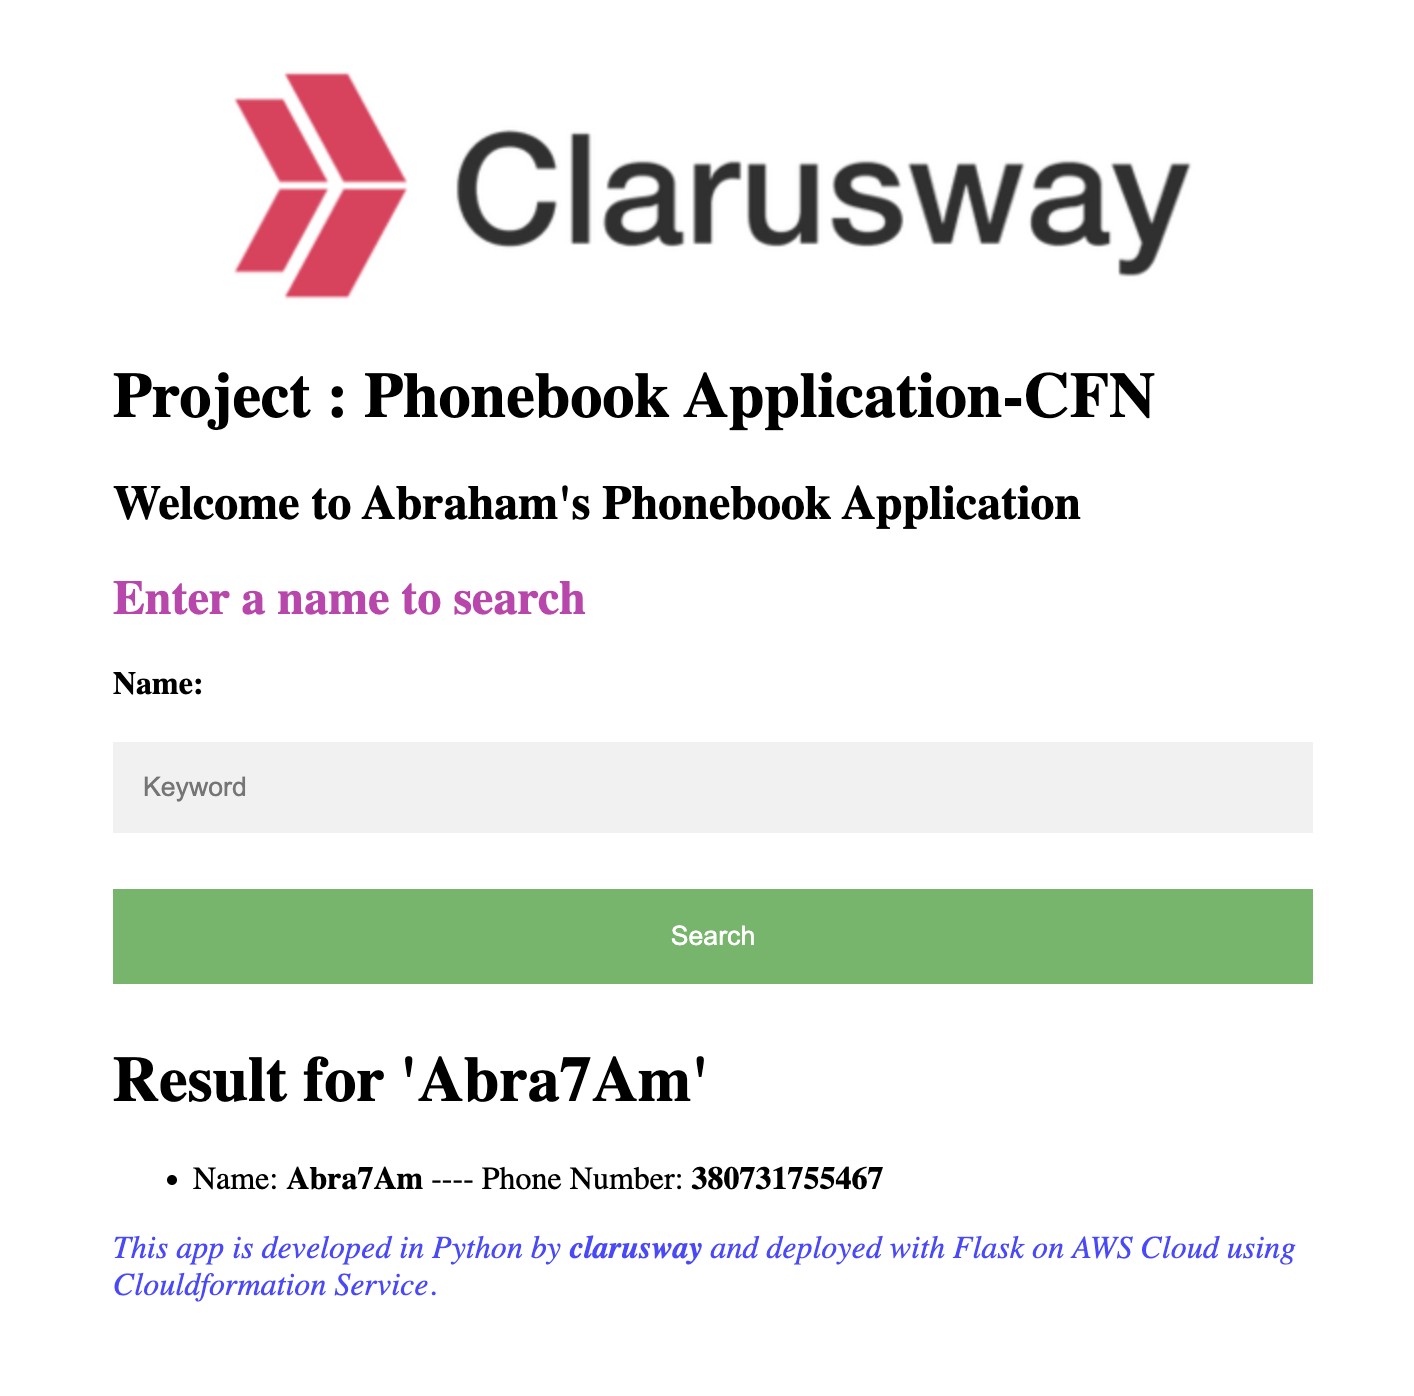 Clarusway
Project : Phonebook Application-CFN
Welcome to Abraham's Phonebook Application
Enter a name to search
Name:
Keyword
Search
Result for 'Abra7Am'
• Name: Abra7Am ---- Phone Number: 380731755467
This app is developed in Python by clarusway and deployed with Flask on AWS Cloud using
Clouldformation Service.